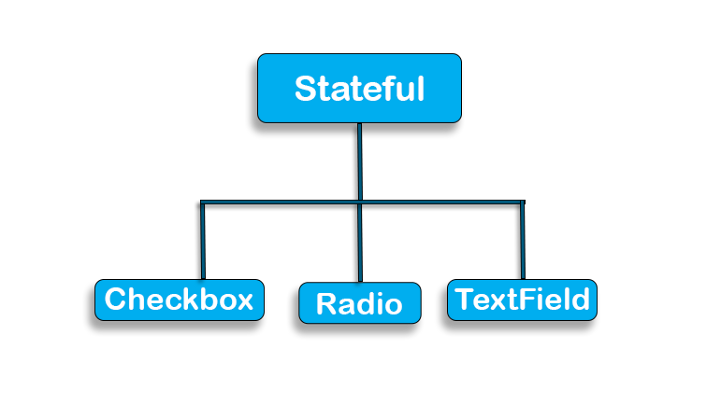 Stateful
Checkbox
Radio
TextField